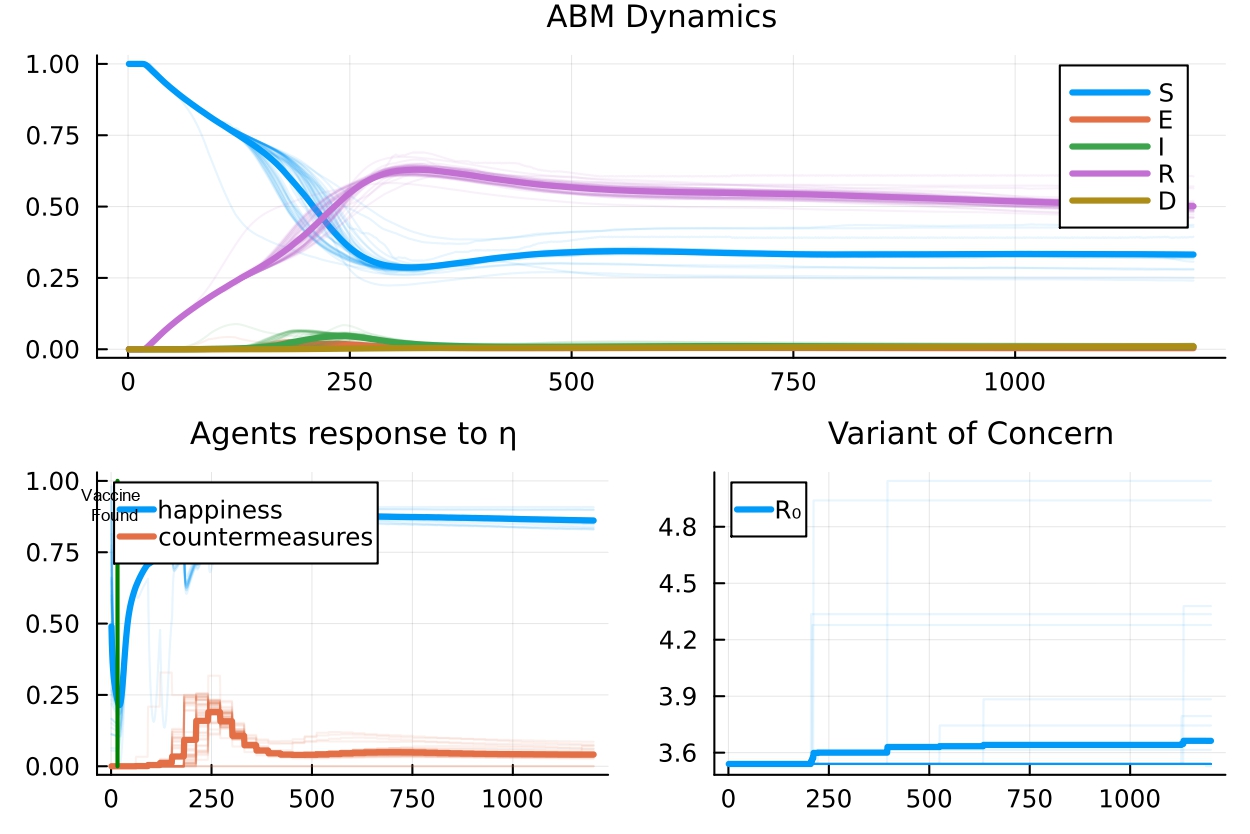 ABM Dynamics
1.00
0.75
0.50
0.25
0.00
0 250 500 750 1000
S
E
I
R
D
Agents response to η
1.00
0.75
0.50
0.25
0.00
Vaccine
Found
happiness
countermeasures
0 250 500 750 1000
Variant of Concern
R₀
4.8
4.5
4.2
3.9
3.6
0 250 500 750 1000